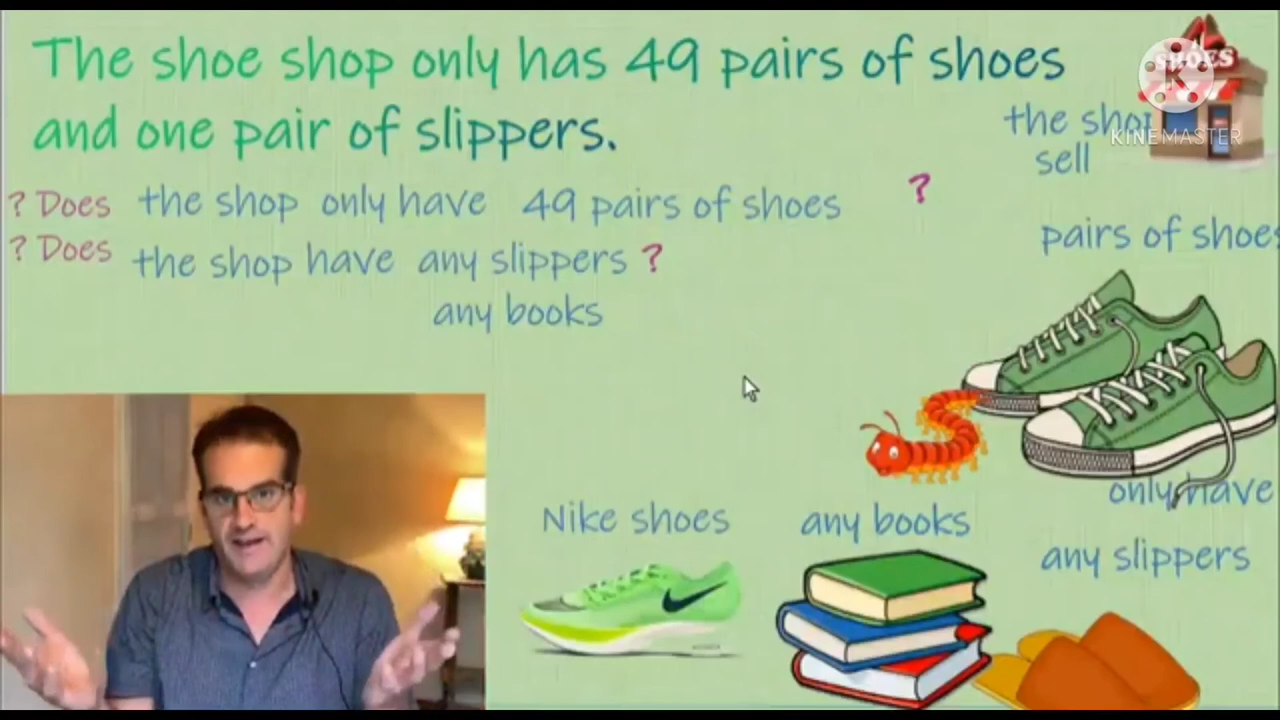 The shoe shop only has 49 pairs of shoes
and one pair of slippers.
SHOES
the shop
KINEMASTER
sell
? Does the shop only have 49 pairs of shoes ?
? Does the shop have any slippers ?
pairs of shoes
any books
only have
Nike shoes
any books
any slippers